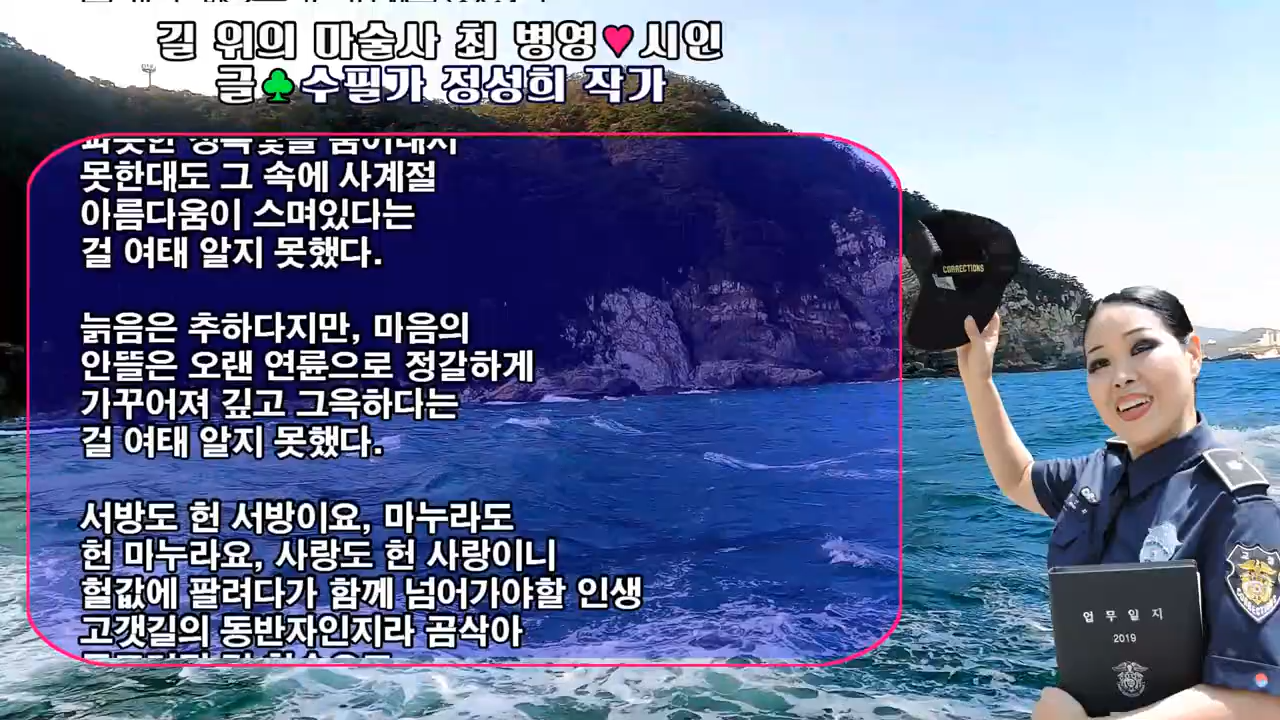 길 위의 마술사 최 병영♥시인
글♣수필가 정성희 작가
못한대도 그 속에 사계절
아름다움이 스며있다는
걸 여태 알지 못했다.
늙음은 추하다지만, 마음의
안뜰은 오랜 연륜으로 정갈하게
가꾸어져 깊고 그윽하다는
걸 여태 알지 못했다.
서방도 헌 서방이요, 마누라도
헌 마누라요, 사랑도 헌 사랑이니
헐값에 팔려다가 함께 넘어가야할 인생
고갯길의 동반자인지라 곰삭아
CORRECTIONS
업무일지
2019
교정
CORRECTIONS